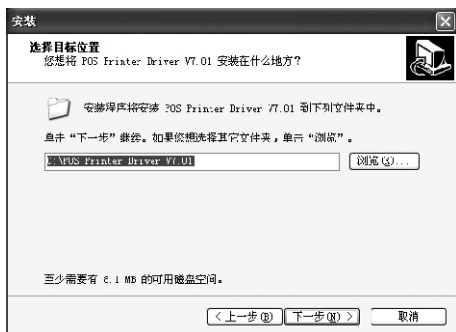 安装
选择目标位置
您想将 POS Printer Driver V7.01 安装在什么地方?
安装程序将安装 POS Printer Driver V7.01 到下列文件夹中。
单击“下一步”继续。如果您想选择其它文件夹，单击“浏览”。
C:\POS Printer Driver V7.01
浏览(R)...
至少需要有 6.1 MB 的可用磁盘空间。
< 上一步(B) 下一步(N) > 取消